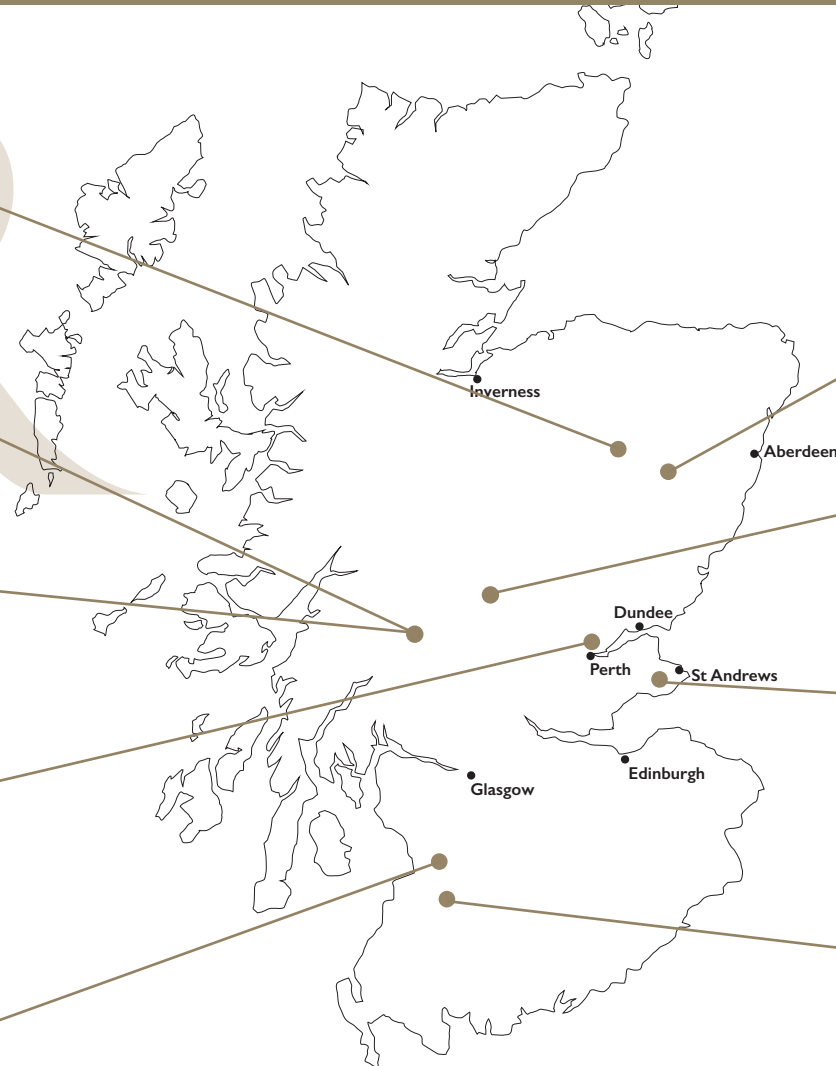 Inverness
Aberdeen
Dundee
Perth
St Andrews
Edinburgh
Glasgow